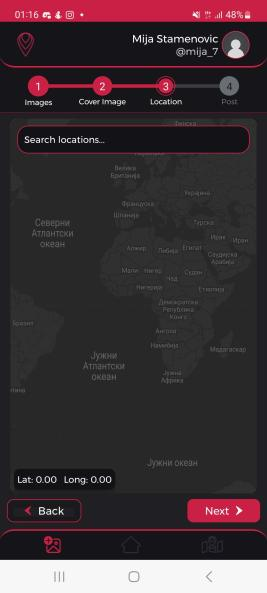 01:16
48%
Mija Stamenovic
@mija_7
1 2 3 4
Images Cover Image Location Post
Search locations...
Велика
Британија
Украјина
Француска
Шпанија
Турска
Северни
Атлантски
океан
Ирак
Иран
Алжир
Либија
Египат
Саудијска
Арабија
Мали
Нигер
Чад
Судан
Нигерија
Етиопија
Демократска
Република
Конго
Ангола
Бразил
Намибија
Мадагаскар
Јужни
Атлантски
океан
Јужна
Африка
Јужни океан
Lat: 0.00 Long: 0.00
Back
Next